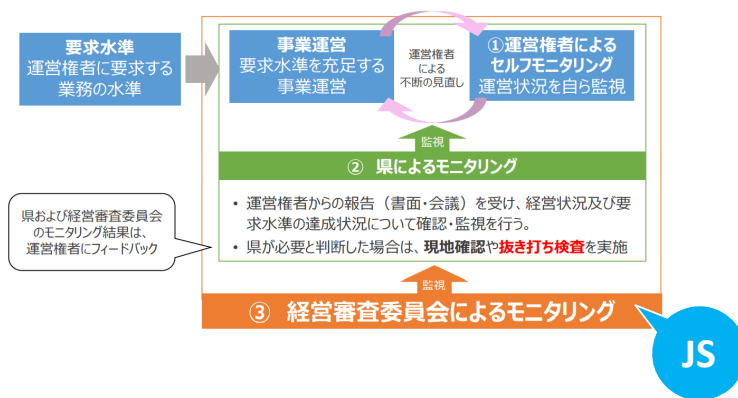 要求水準
運営権者に要求する
業務の水準
事業運営
要求水準を充足する
事業運営
運営権者
による
不断の見直し
①運営権者による
セルフモニタリング
運営状況を自ら監視
監視
② 県によるモニタリング
県および経営審査委員会
のモニタリング結果は、
運営権者にフィードバック
• 運営権者からの報告（書面・会議）を受け、経営状況及び要
求水準の達成状況について確認・監視を行う。
• 県が必要と判断した場合は、現地確認や抜き打ち検査を実施
監視
③ 経営審査委員会によるモニタリング
JS